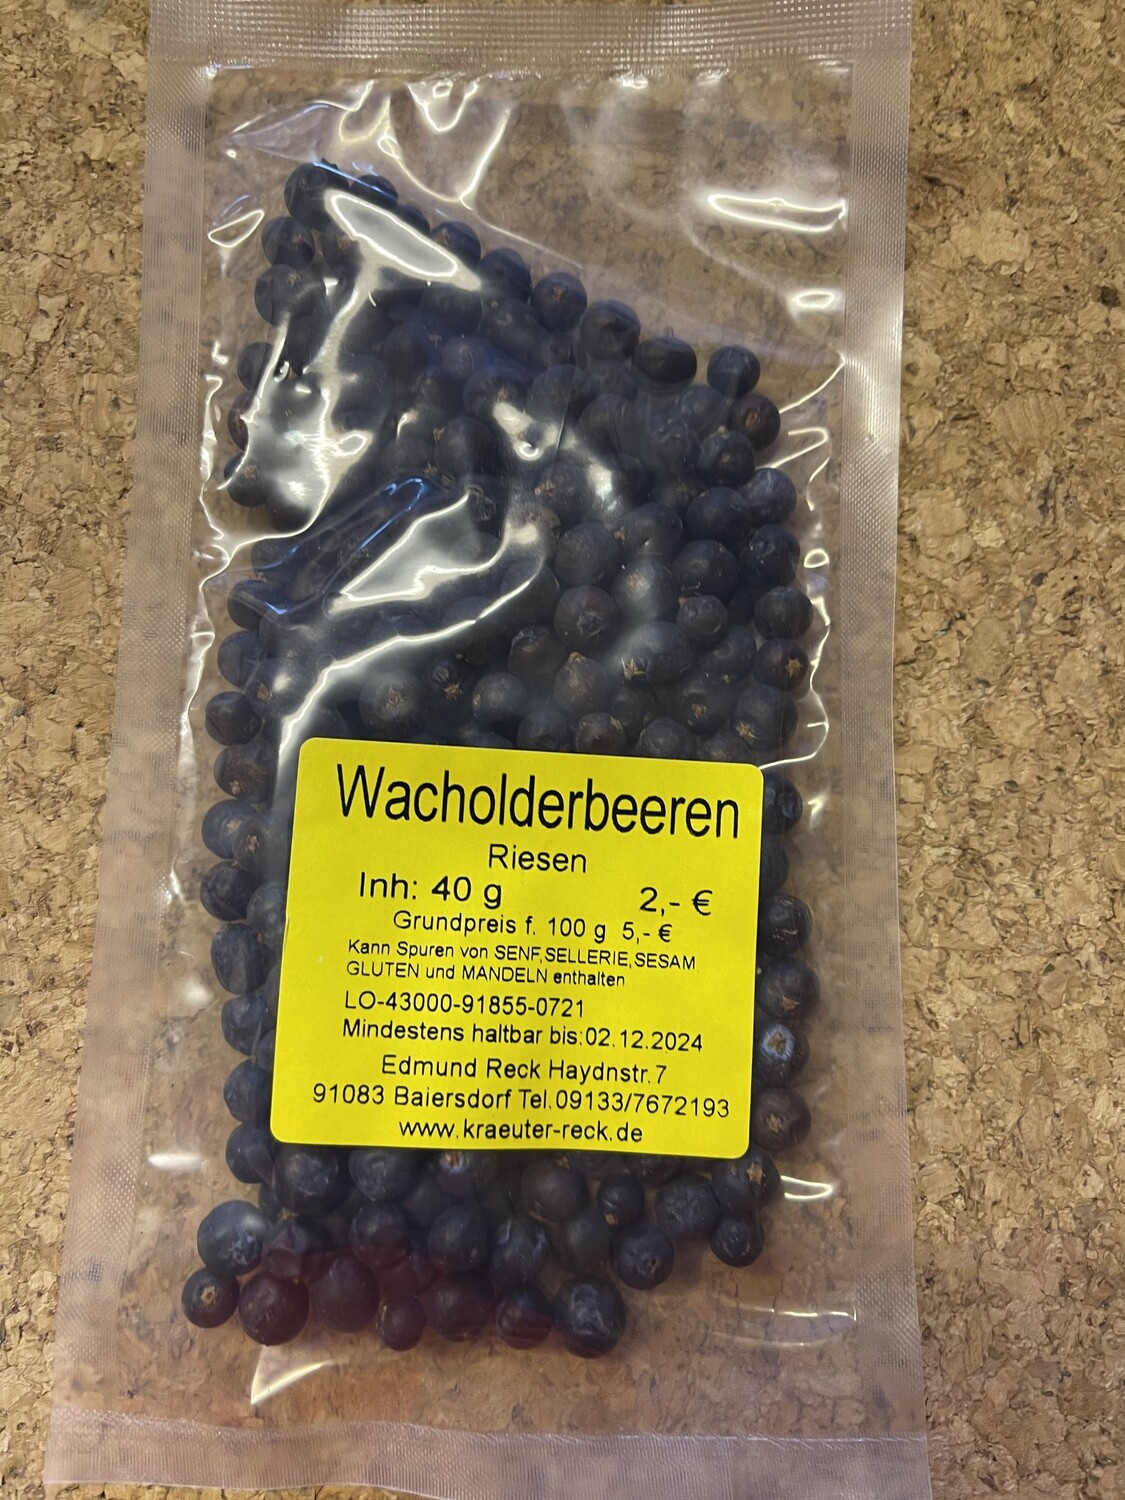 Wacholderbeeren
Riesen
Inh: 40 g 2,- €
Grundpreis f. 100 g 5,- €
Kann Spuren von SENF,SELLERIE,SESAM
GLUTEN und MANDELN enthalten
LO-43000-91855-0721
Mindestens haltbar bis:02.12.2024
Edmund Reck Haydnstr.7
91083 Baiersdorf Tel.09133/7672193
www.kraeuter-reck.de